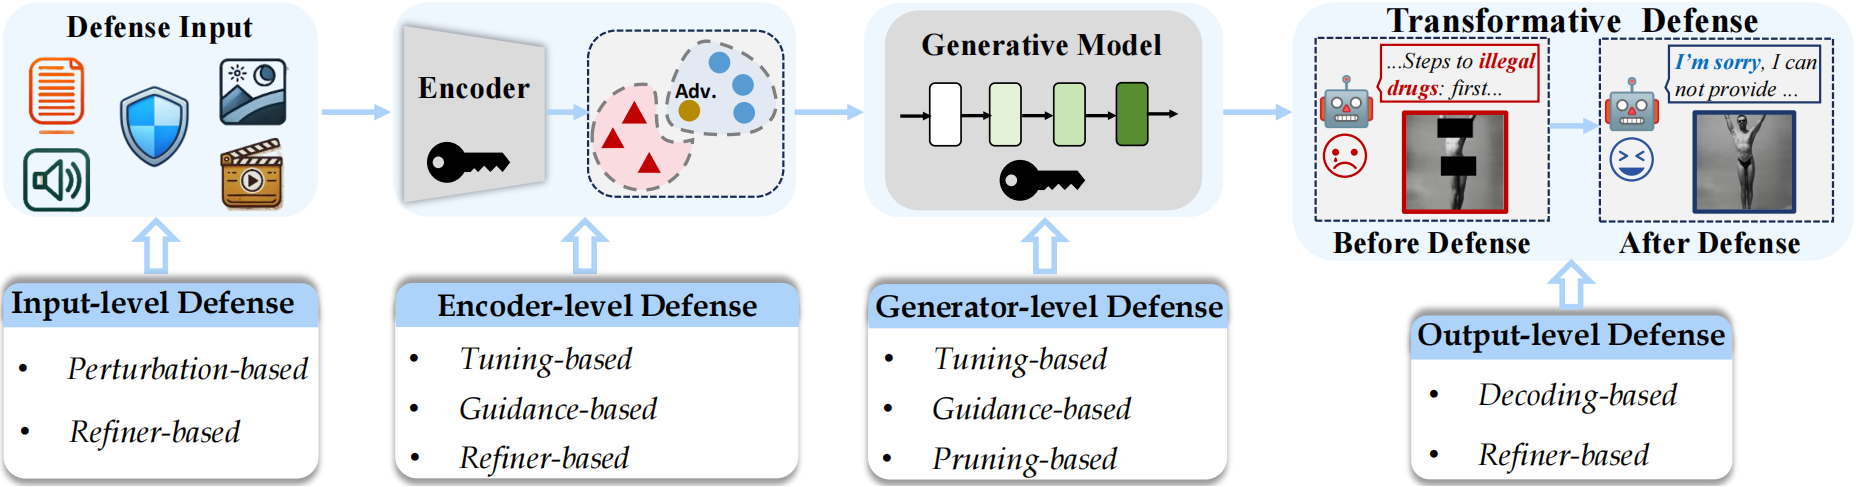 Defense Input
Encoder
Adv.
Generative Model
Transformative Defense
...Steps to illegal
drugs: first...
I'm sorry, I can
not provide ...
Before Defense
After Defense
Input-level Defense
• Perturbation-based
• Refiner-based
Encoder-level Defense
• Tuning-based
• Guidance-based
• Refiner-based
Generator-level Defense
• Tuning-based
• Guidance-based
• Pruning-based
Output-level Defense
• Decoding-based
• Refiner-based